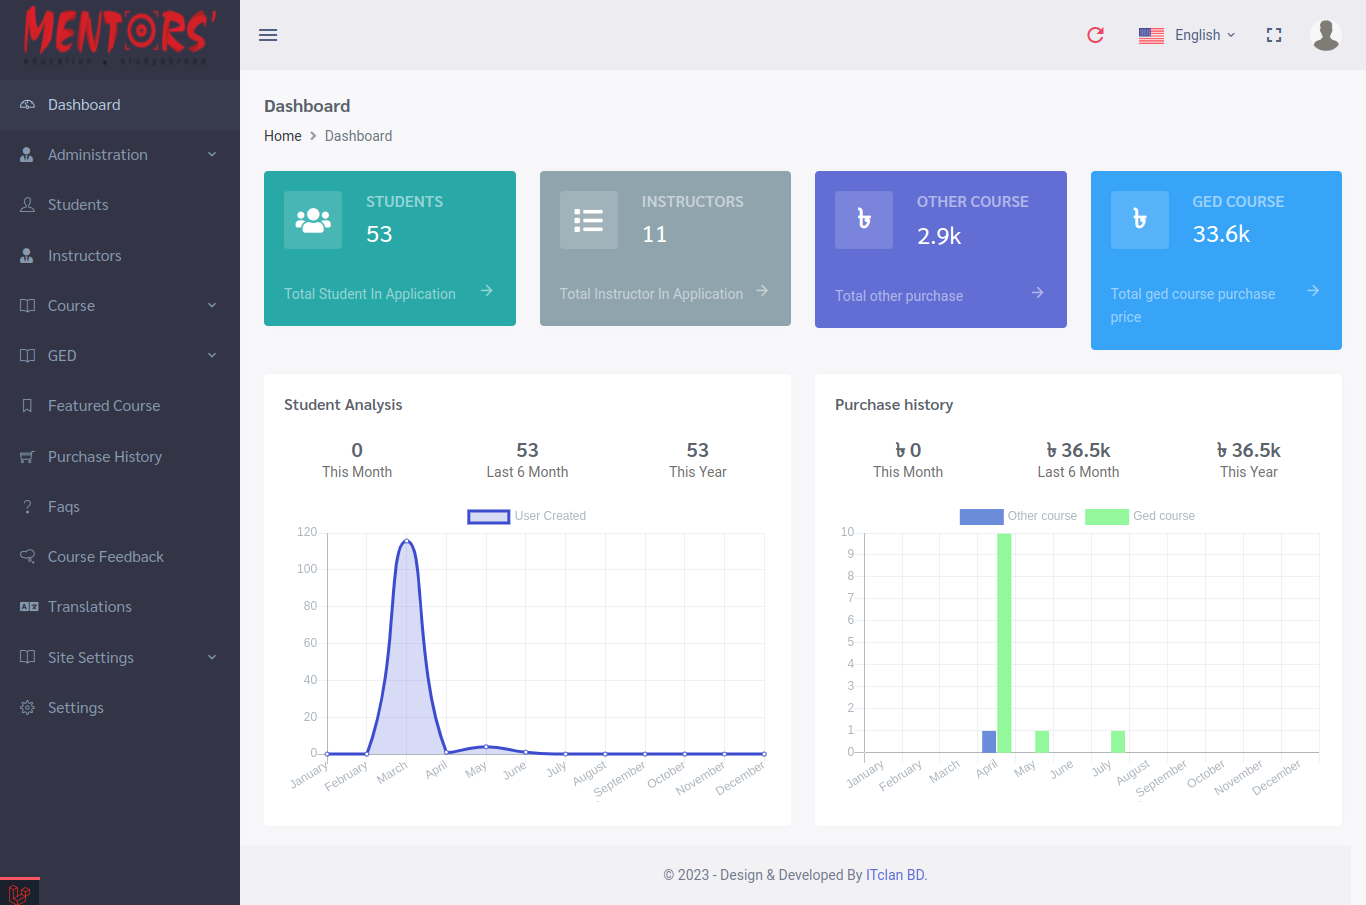 MENTORS'
education • studyabroad
English
Dashboard
Administration
Students
Instructors
Course
GED
Featured Course
Purchase History
? Faqs
Course Feedback
Translations
Site Settings
Settings
Dashboard
Home > Dashboard
STUDENTS
53
Total Student In Application
INSTRUCTORS
11
Total Instructor In Application
৳
OTHER COURSE
2.9k
Total other purchase
৳
GED COURSE
33.6k
Total ged course purchase
price
Student Analysis
0 53 53
This Month Last 6 Month This Year
User Created
120
100
80
60
40
20
0
January February March April May June July August September October November December
Purchase history
৳ 0 ৳ 36.5k ৳ 36.5k
This Month Last 6 Month This Year
Other course Ged course
10
9
8
7
6
5
4
3
2
1
0
January February March April May June July August September October November December
© 2023 - Design & Developed By ITclan BD.